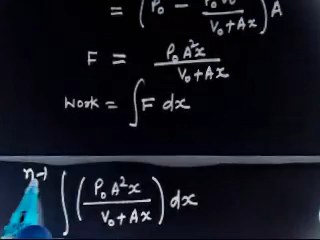 = (P₀ - P₀V₀/(V₀+Ax)) A
F = P₀A²x/(V₀+Ax)
Work = ∫F dx
∫(P₀A²x/(V₀+Ax)) dx